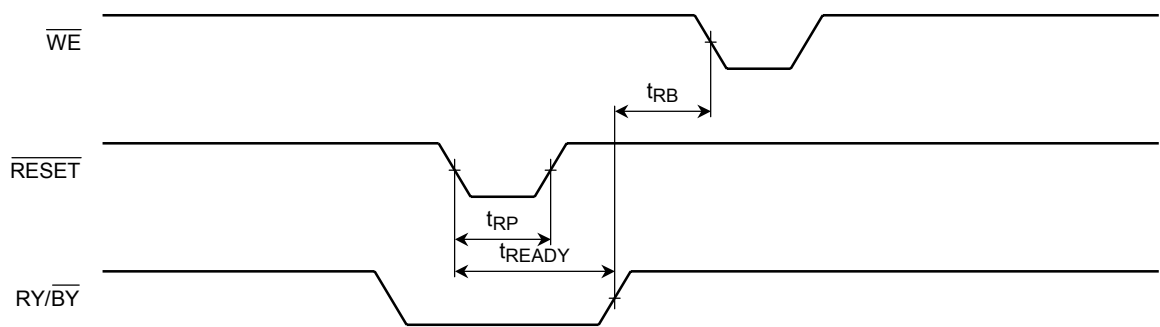 WE
tRB
RESET
tRP
tREADY
RY/BY